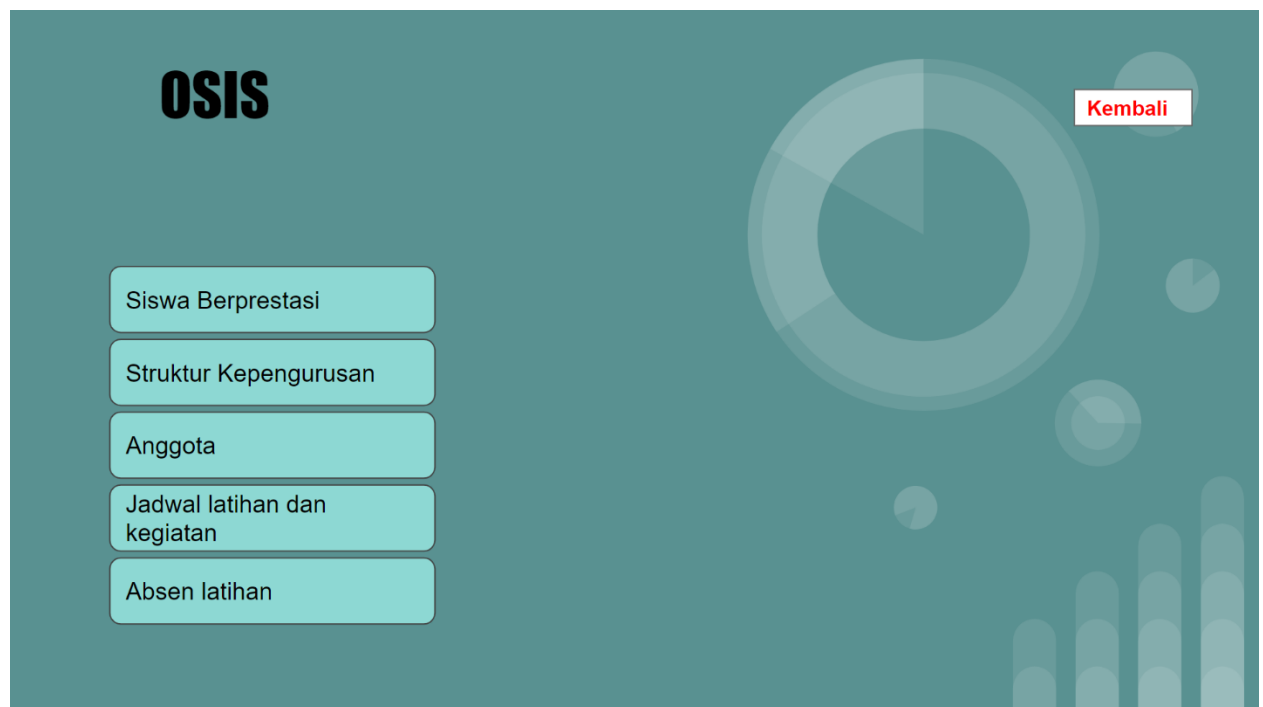 OSIS
Kembali
Siswa Berprestasi
Struktur Kepengurusan
Anggota
Jadwal latihan dan
kegiatan
Absen latihan